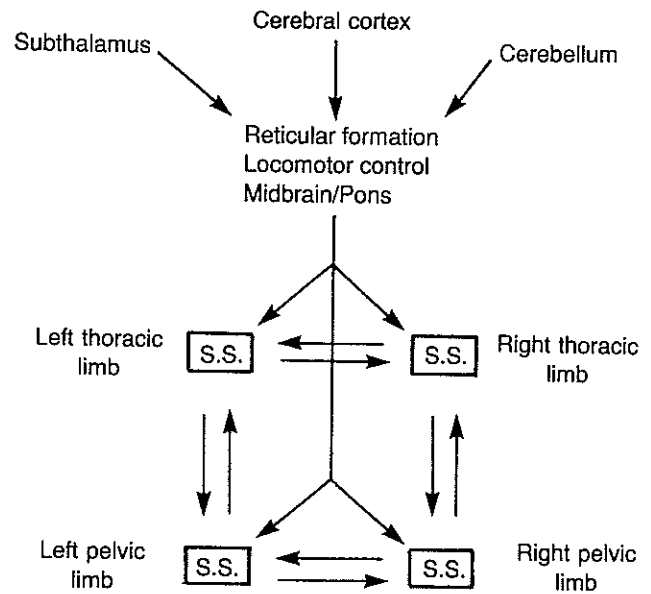 Cerebral cortex
Subthalamus
Cerebellum
Reticular formation
Locomotor control
Midbrain/Pons
Left thoracic
limb
S.S.
S.S.
Right thoracic
limb
Left pelvic
limb
S.S.
S.S.
Right pelvic
limb